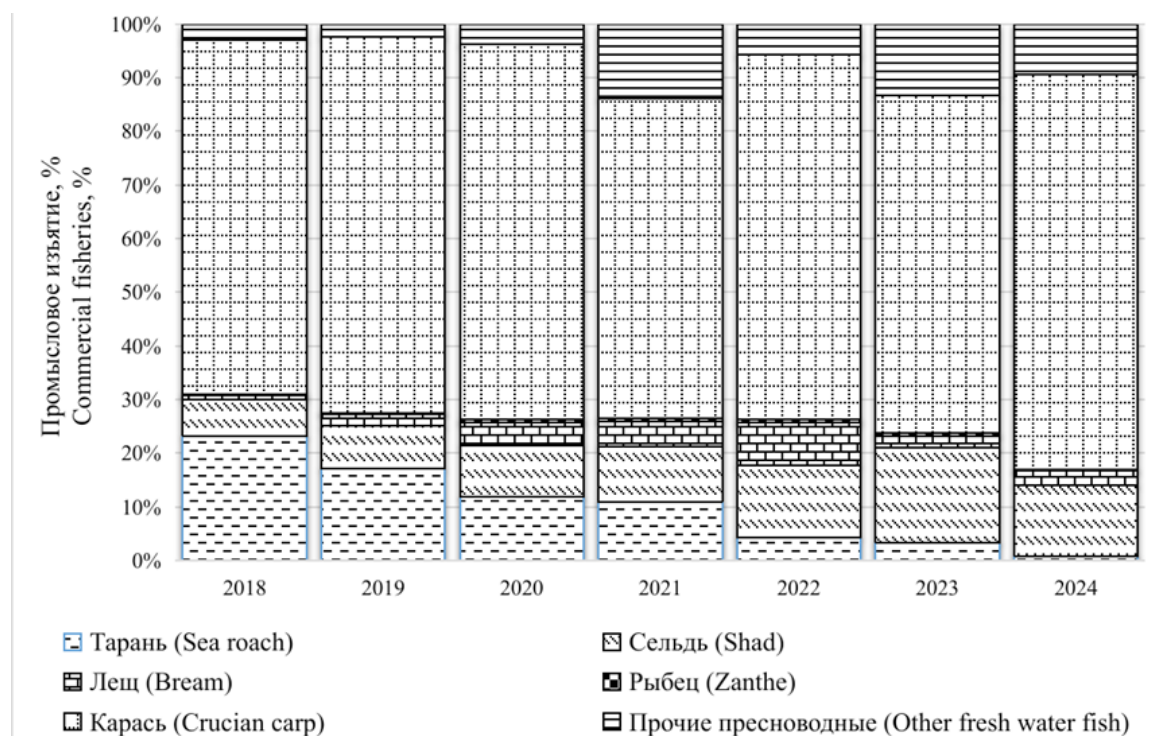 Промысловое изъятие, %
Commercial fisheries, %
100%
90%
80%
70%
60%
50%
40%
30%
20%
10%
0%
2018 2019 2020 2021 2022 2023 2024
Тарань (Sea roach) Сельдь (Shad)
Лещ (Bream) Рыбец (Zanthe)
Карась (Crucian carp) Прочие пресноводные (Other fresh water fish)